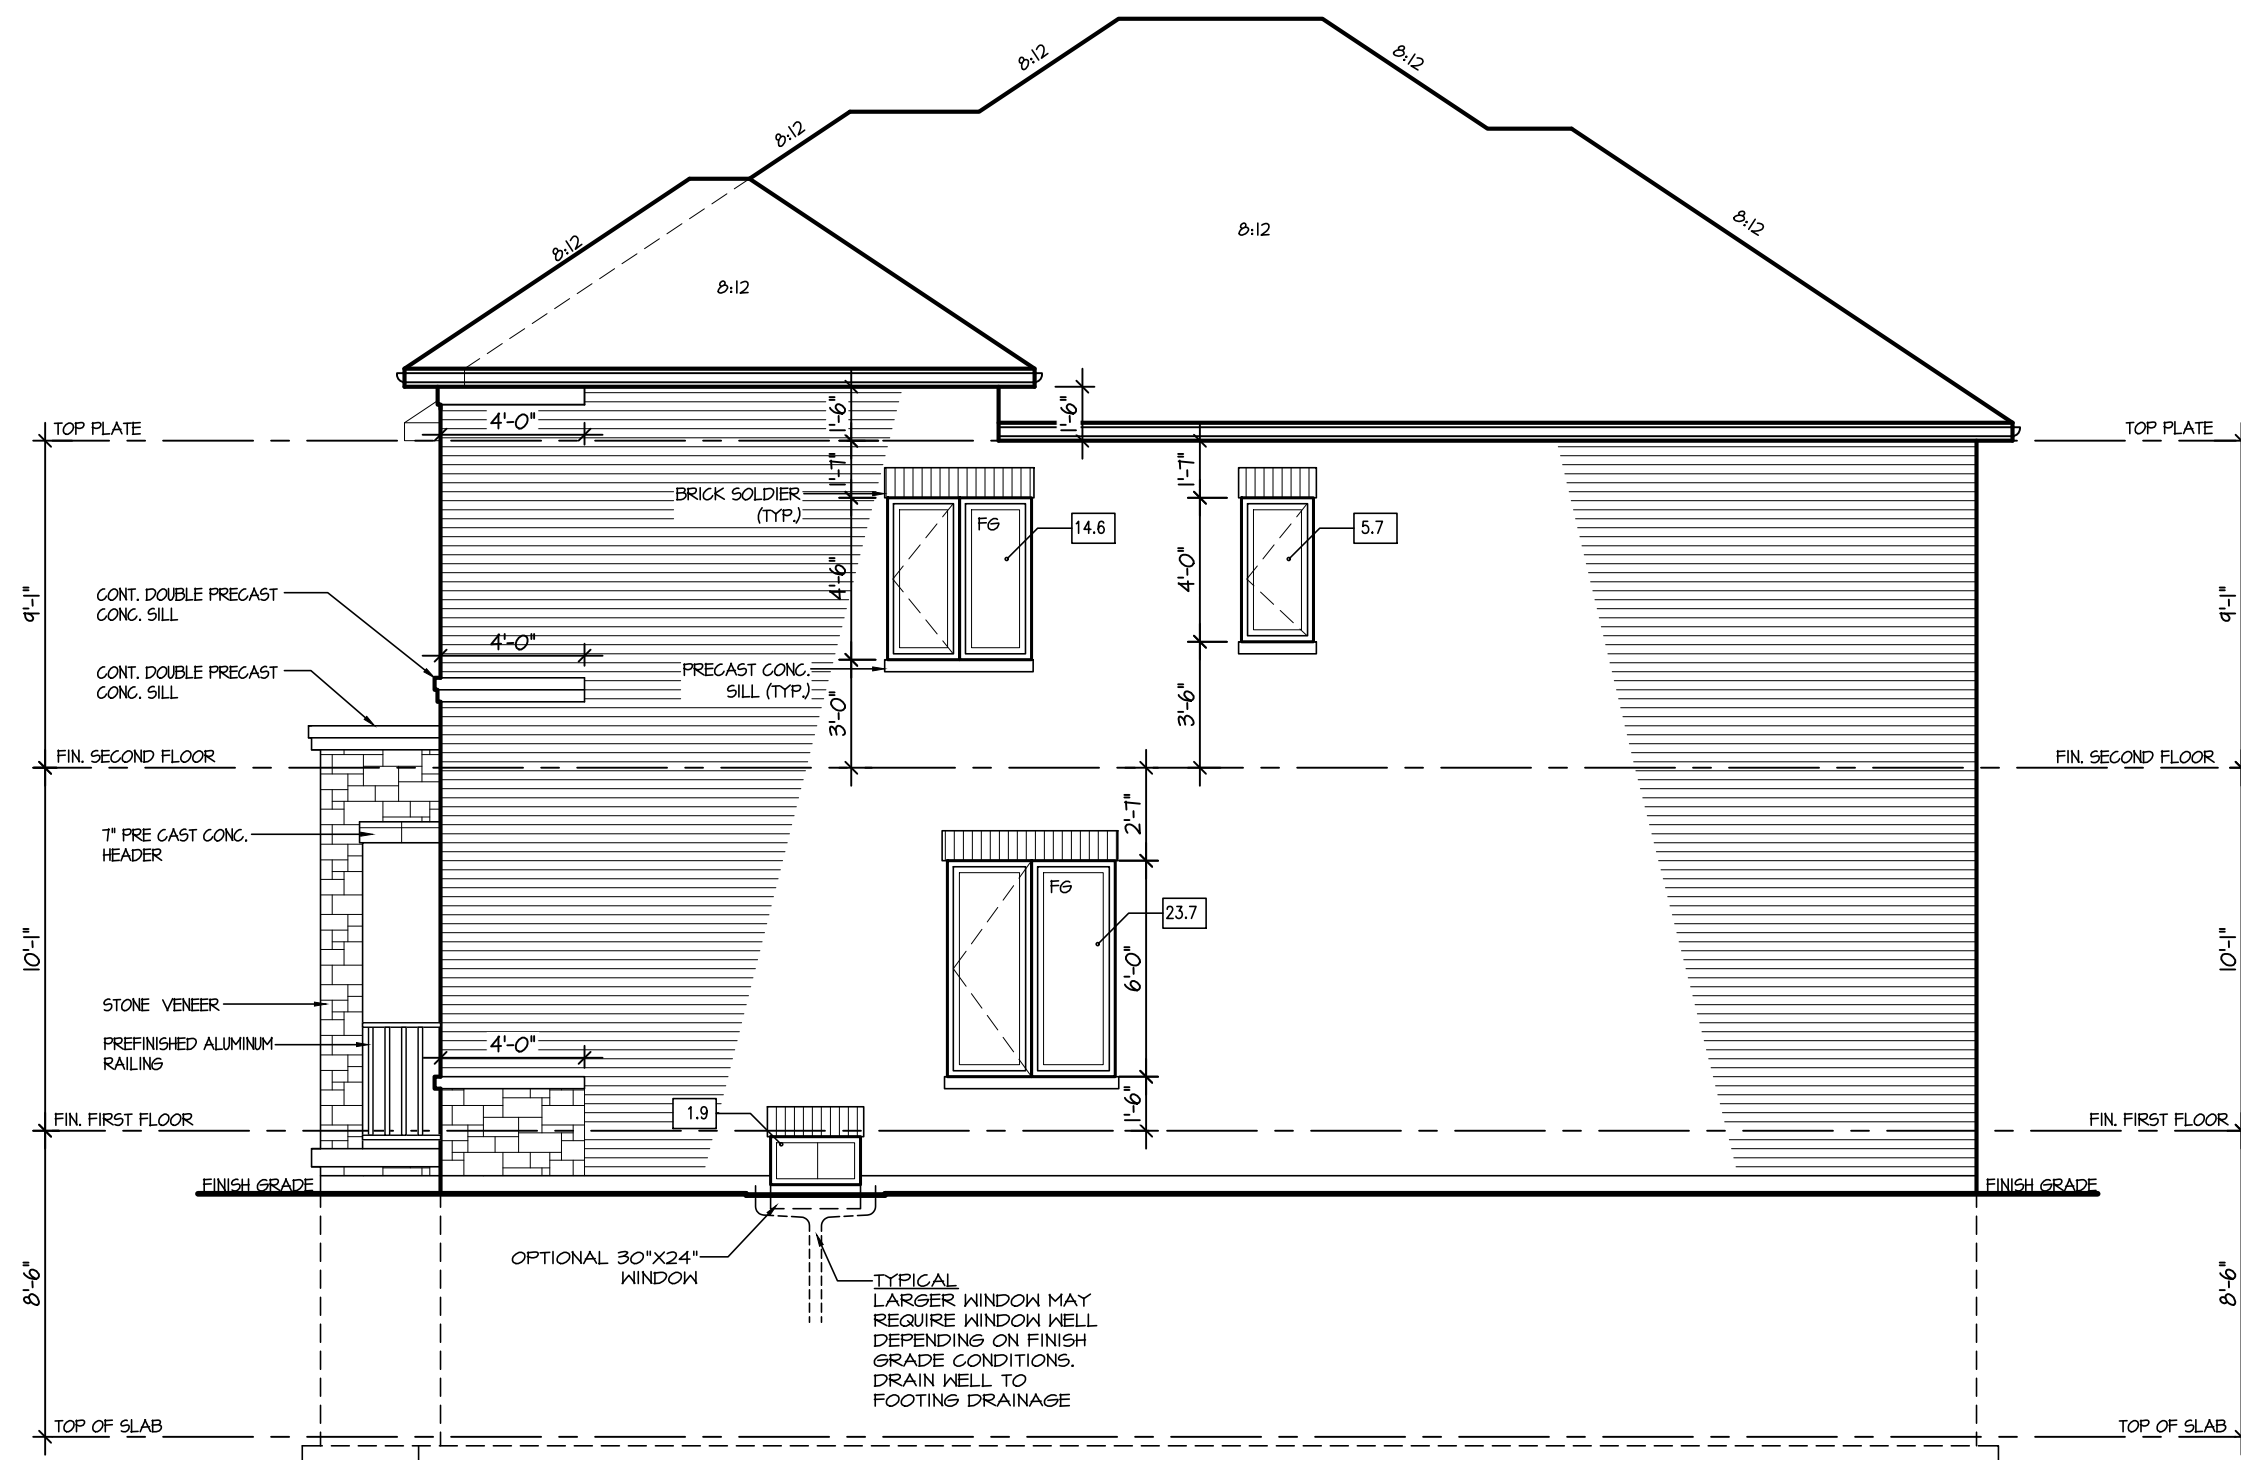 8:12
8:12
8:12
8:12
8:12
8:12
8:12
1'-6"
1'-6"
4'-0"
TOP PLATE
TOP PLATE
1'-7"
1'-7"
BRICK SOLDIER
(TYP.)
FG
14.6
5.7
4'-6"
4'-0"
9'-1"
9'-1"
CONT. DOUBLE PRECAST
CONC. SILL
4'-0"
CONT. DOUBLE PRECAST
CONC. SILL
PRECAST CONC.
SILL (TYP.)
3'-0"
3'-6"
FIN. SECOND FLOOR
FIN. SECOND FLOOR
2'-7"
7" PRE CAST CONC.
HEADER
FG
23.7
10'-1"
6'-0"
10'-1"
STONE VENEER
PREFINISHED ALUMINUM
RAILING
4'-0"
1.9
1'-6"
FIN. FIRST FLOOR
FIN. FIRST FLOOR
FINISH GRADE
FINISH GRADE
OPTIONAL 30"X24"
WINDOW
8'-6"
8'-6"
TYPICAL
LARGER WINDOW MAY
REQUIRE WINDOW WELL
DEPENDING ON FINISH
GRADE CONDITIONS.
DRAIN WELL TO
FOOTING DRAINAGE
TOP OF SLAB
TOP OF SLAB